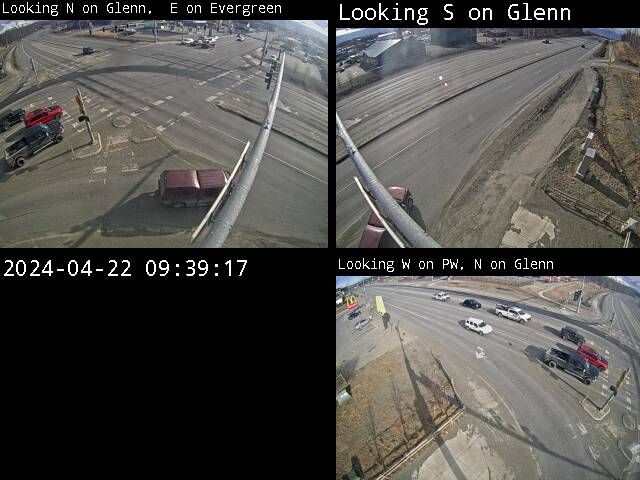 Looking N on Glenn, E on Evergreen
Looking S on Glenn
2024-04-22 09:39:17
Looking W on PW, N on Glenn